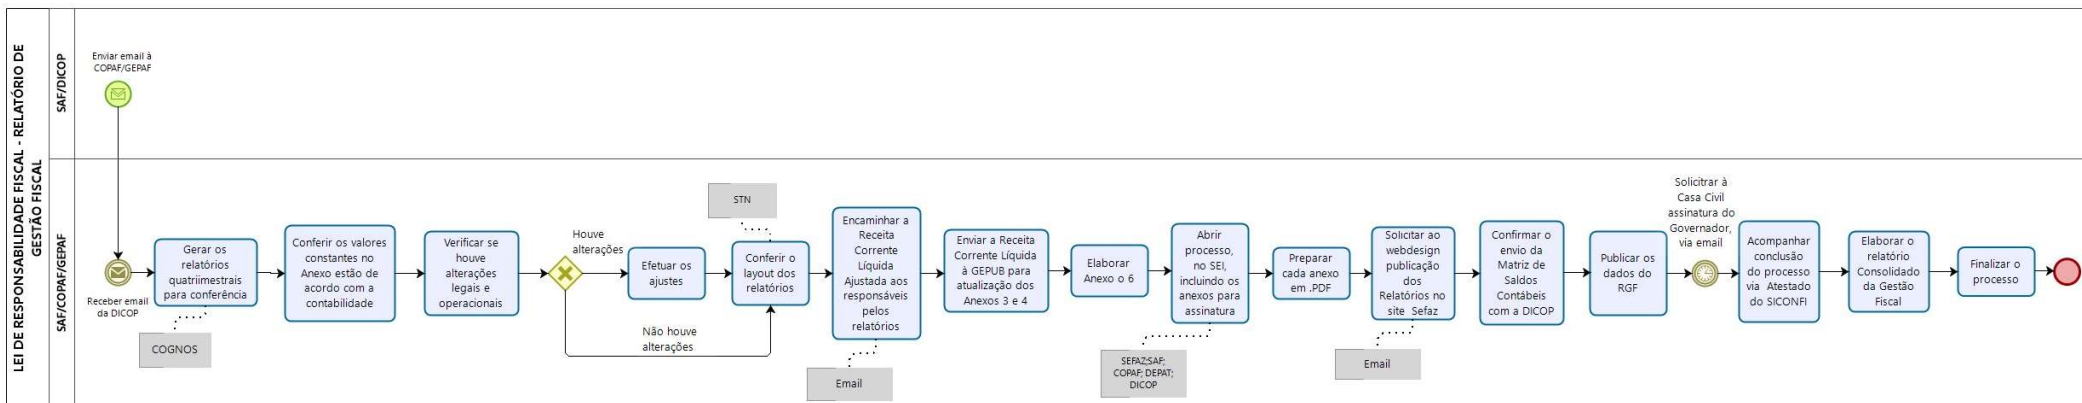 LEI DE RESPONSABILIDADE FISCAL - RELATÓRIO DE
GESTÃO FISCAL
SAF/DICOP
Enviar email à
COPAF/GEPAF
SAF/COPAF/GEPAF
Receber email
da DICOP
Gerar os
relatórios
quatriimestrais
para conferência
COGNOS
Conferir os valores
constantes no
Anexo estão de
acordo com a
contabilidade
Verificar se
houve
alterações
legais e
operacionais
Houve
alterações
Não houve
alterações
Efetuar os
ajustes
STN
Conferir o
layout dos
relatórios
Encaminhar a
Receita
Corrente
Líquida
Ajustada aos
responsáveis
pelos
relatórios
Email
Enviar a Receita
Corrente Líquida
à GEPUB para
atualização dos
Anexos 3 e 4
Elaborar
Anexo o 6
Abrir
processo,
no SEI,
incluindo os
anexos para
assinatura
SEFAZ;SAF;
COPAF; DEPAT;
DICOP
Preparar
cada anexo
em .PDF
Solicitar ao
webdesign
publicação
dos
Relatórios no
site Sefaz
Email
Confirmar o
envio da
Matriz de
Saldos
Contábeis
com a DICOP
Publicar os
dados do
RGF
Solicitrar à
Casa Civil
assinatura do
Governador,
via email
Acompanhar
conclusão
do processo
via Atestado
do SICONFI
Elaborar o
relatório
Consolidado
da Gestão
Fiscal
Finalizar o
processo